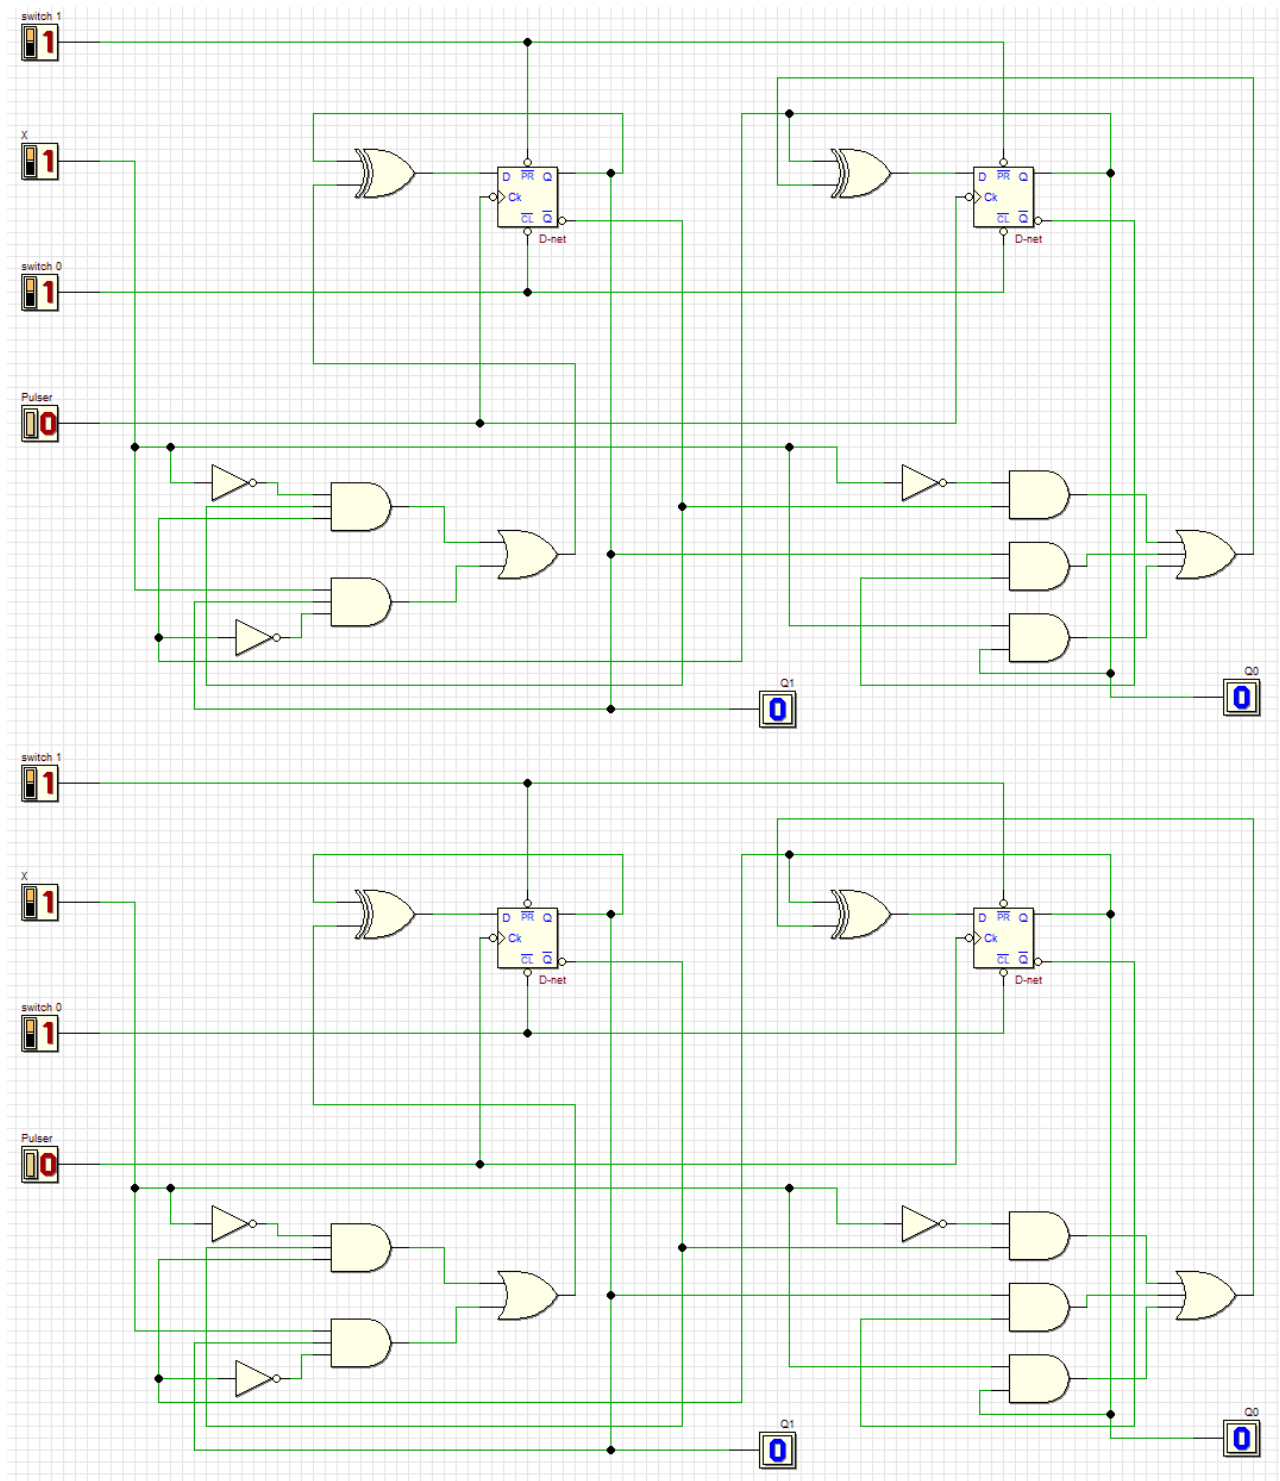 switch 1
1
X
1
D PR Q
Ck
CL Q
D-net
D PR Q
Ck
CL Q
D-net
switch 0
1
Pulser
0
Q1
0
Q0
0
switch 1
1
X
1
D PR Q
Ck
CL Q
D-net
D PR Q
Ck
CL Q
D-net
switch 0
1
Pulser
0
Q1
0
Q0
0